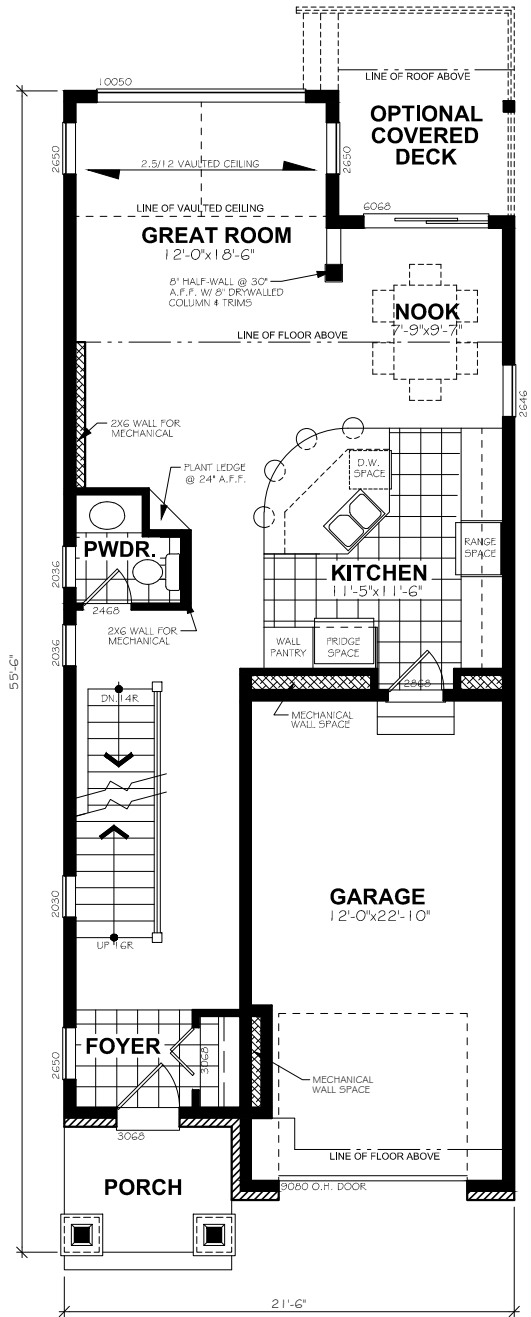 LINE OF ROOF ABOVE
10050
OPTIONAL
COVERED
DECK
2650
2.5/12 VAULTED CEILING
2650
LINE OF VAULTED CEILING
6068
GREAT ROOM
12'-0"x18'-6"
8" HALF-WALL @ 30"
A.F.F. W/ 8" DRYWALLED
COLUMN & TRIMS
NOOK
7'-9"x9'-7"
LINE OF FLOOR ABOVE
2646
2X6 WALL FOR
MECHANICAL
PLANT LEDGE
@ 24" A.F.F.
D.W.
SPACE
RANGE
SPACE
PWDR.
2036
2468
KITCHEN
11'-5"x11'-6"
2X6 WALL FOR
MECHANICAL
2036
WALL
PANTRY
FRIDGE
SPACE
55'-6"
2868
DN. 14R
MECHANICAL
WALL SPACE
GARAGE
12'-0"x22'-10"
2030
UP 16R
FOYER
2650
3068
MECHANICAL
WALL SPACE
3068
LINE OF FLOOR ABOVE
PORCH
9080 O.H. DOOR
21'-6"